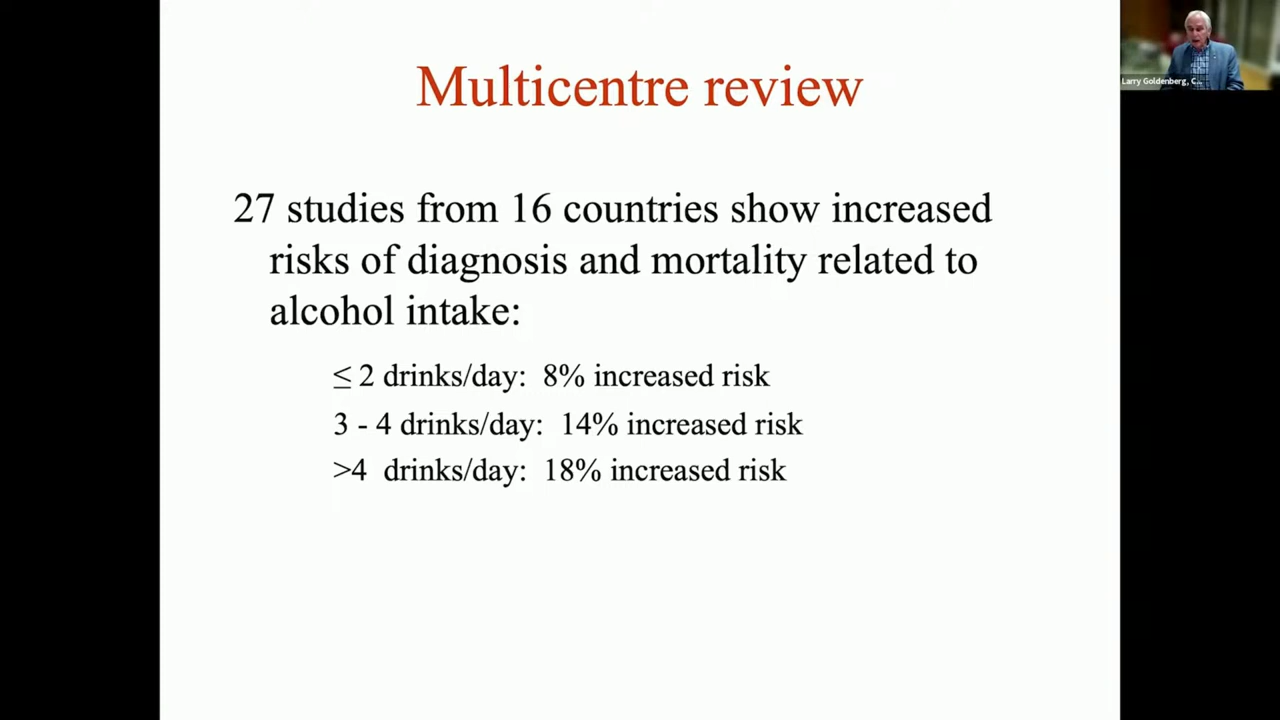 Multicentre review
Larry Goldenberg, C...
27 studies from 16 countries show increased
risks of diagnosis and mortality related to
alcohol intake:
≤ 2 drinks/day: 8% increased risk
3 - 4 drinks/day: 14% increased risk
>4 drinks/day: 18% increased risk